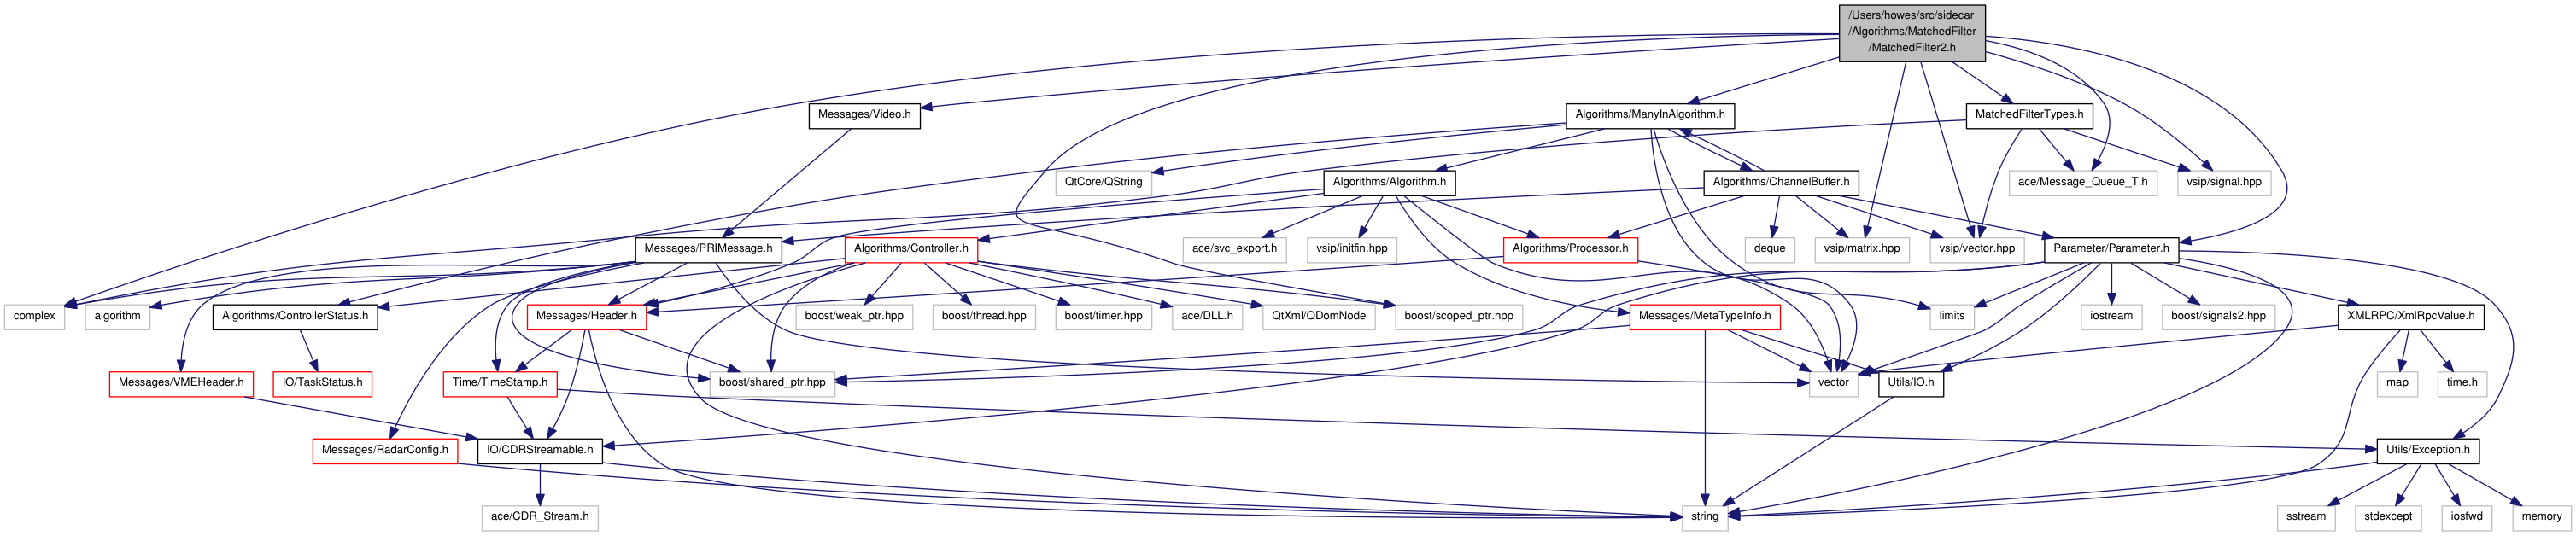 /Users/howes/src/sidecar
/Algorithms/MatchedFilter
/MatchedFilter2.h
Messages/Video.h
Algorithms/ManyInAlgorithm.h
MatchedFilterTypes.h
QtCore/QString
Algorithms/Algorithm.h
Algorithms/ChannelBuffer.h
ace/Message_Queue_T.h
vsip/signal.hpp
Messages/PRIMessage.h
Algorithms/Controller.h
ace/svc_export.h
vsip/initfin.hpp
Algorithms/Processor.h
deque
vsip/matrix.hpp
vsip/vector.hpp
Parameter/Parameter.h
complex
algorithm
Algorithms/ControllerStatus.h
Messages/Header.h
boost/weak_ptr.hpp
boost/thread.hpp
boost/timer.hpp
ace/DLL.h
QtXml/QDomNode
boost/scoped_ptr.hpp
Messages/MetaTypeInfo.h
limits
iostream
boost/signals2.hpp
XMLRPC/XmlRpcValue.h
Messages/VMEHeader.h
IO/TaskStatus.h
Time/TimeStamp.h
boost/shared_ptr.hpp
vector
Utils/IO.h
map
time.h
Messages/RadarConfig.h
IO/CDRStreamable.h
Utils/Exception.h
ace/CDR_Stream.h
string
sstream
stdexcept
iosfwd
memory